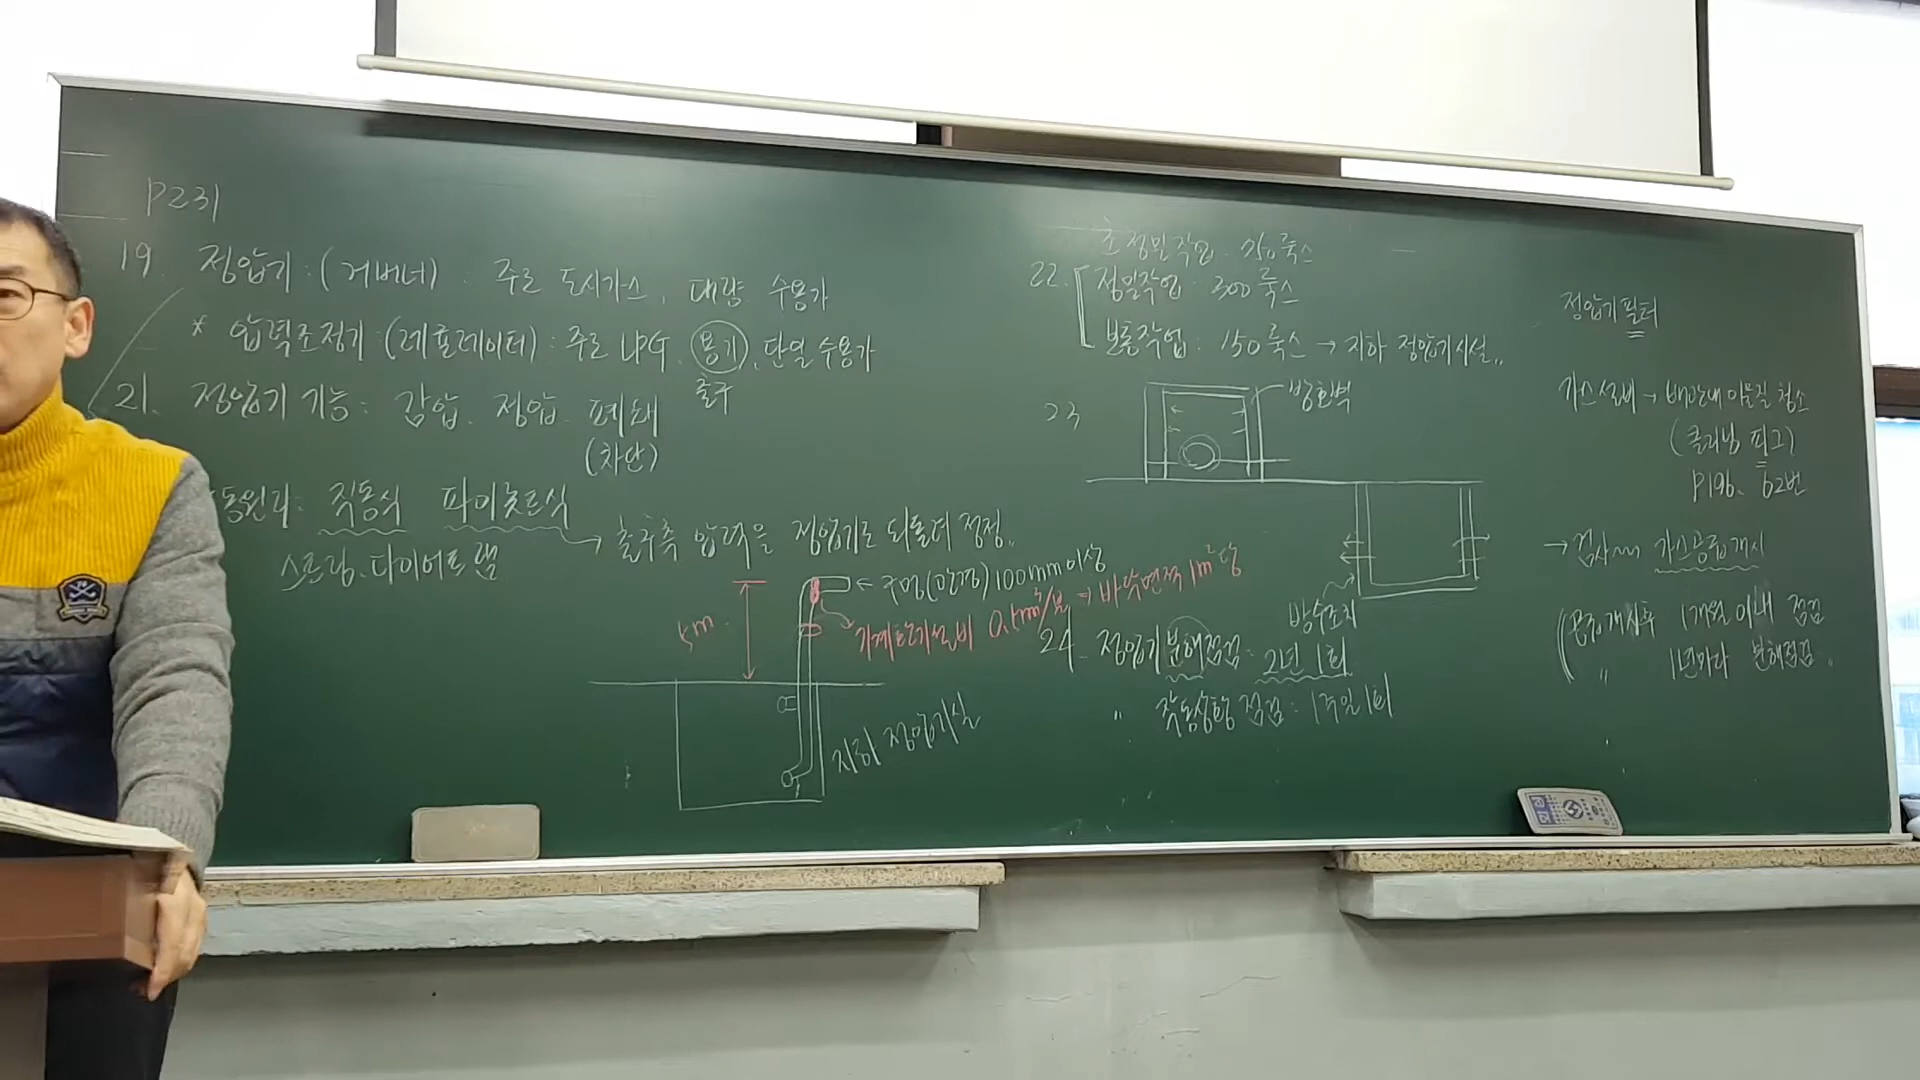 P231
19. 정압기 : (거버너) : 주로 도시가스, 대량 수용가
* 압력조정기 (레귤레이터) : 주로 LPG, 용기, 단열 수용가
출구
21. 정압기 기능 : 감압, 정압, 폐쇄
(차단)
동원리 : 직동식 파이롯트식
스프링, 다이어프램
→ 출구측 압력을 정압기로 되돌려 정정..
5m
← 구경(관경) 100mm 이상
기계환기설비 0.5m³/분 → 바닥면적 1m²당
지하 정압기실
초정밀작업 : 750룩스
22. 정밀작업 : 300룩스
보통작업 : 150룩스 → 지하 정압기시설..
23
방호벽
방수조치
24. 정압기 분해점검 : 2년 1회
〃 작동상황 점검 : 1주일 1회
정압기 필터
가스설비 → 배관내 이물질 청소
(클리닝 피그)
P196. 62번
→ 검사 가스공급개시
공급개시후 1개월 이내 점검
〃 1년마다 분해점검.